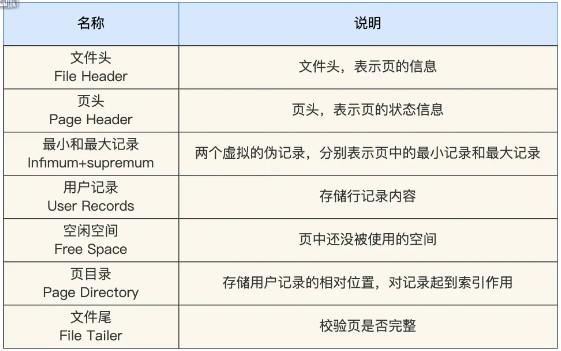 名称
说明
文件头
File Header
文件头，表示页的信息
页头
Page Header
页头，表示页的状态信息
最小和最大记录
Infimum+supremum
两个虚拟的伪记录，分别表示页中的最小记录和最大记录
用户记录
User Records
存储行记录内容
空闲空间
Free Space
页中还没被使用的空间
页目录
Page Directory
存储用户记录的相对位置，对记录起到索引作用
文件尾
File Tailer
校验页是否完整